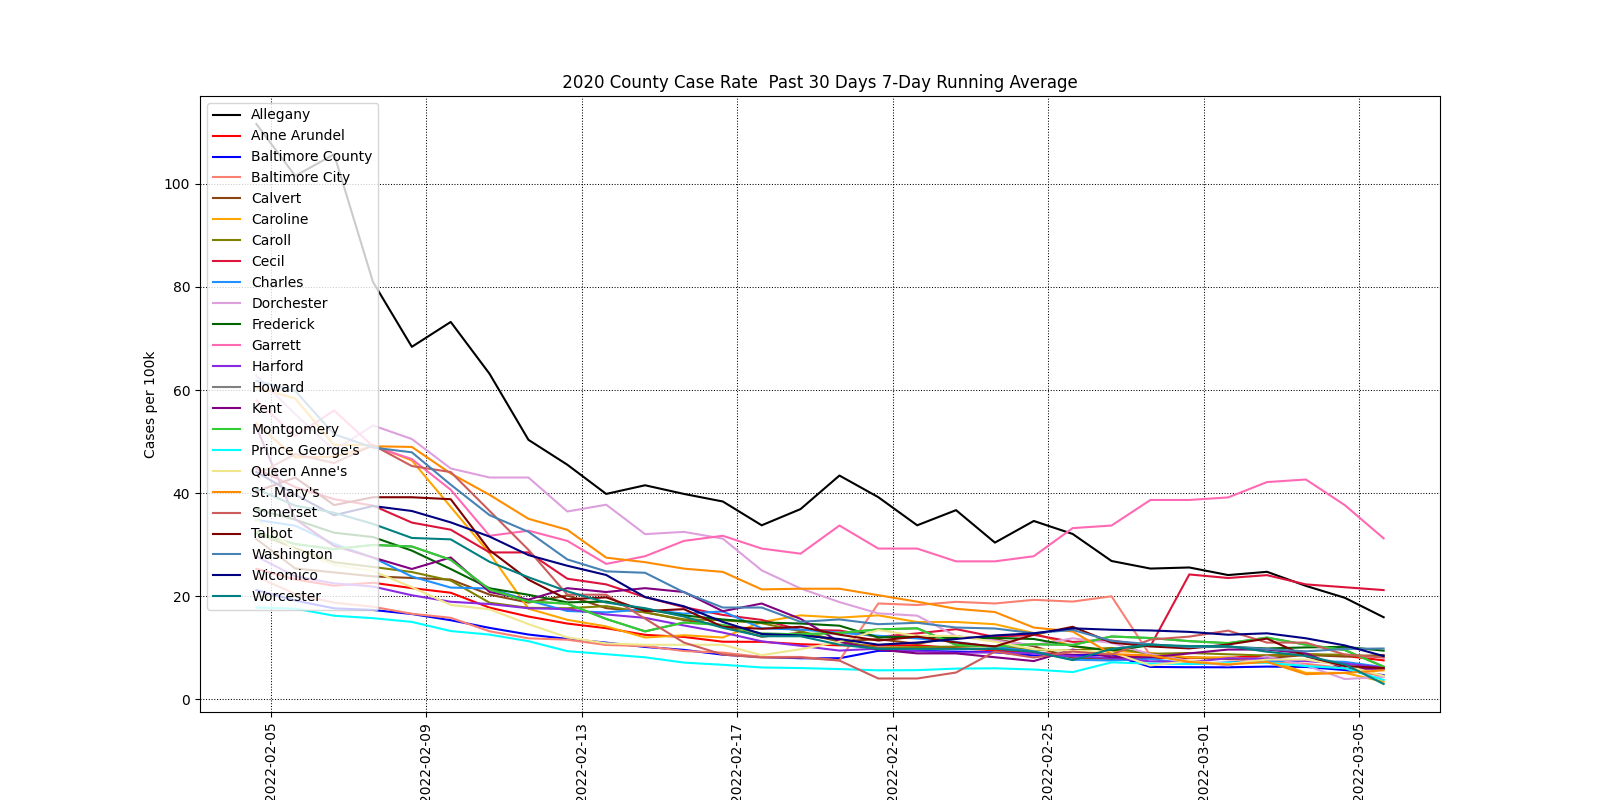 2020 County Case Rate  Past 30 Days 7-Day Running Average
Allegany
Anne Arundel
Baltimore County
Baltimore City
Calvert
Caroline
Caroll
Cecil
Charles
Dorchester
Frederick
Garrett
Harford
Howard
Kent
Montgomery
Prince George's
Queen Anne's
St. Mary's
Somerset
Talbot
Washington
Wicomico
Worcester
Cases per 100k
100
80
60
40
20
0
2022-02-05
2022-02-09
2022-02-13
2022-02-17
2022-02-21
2022-02-25
2022-03-01
2022-03-05